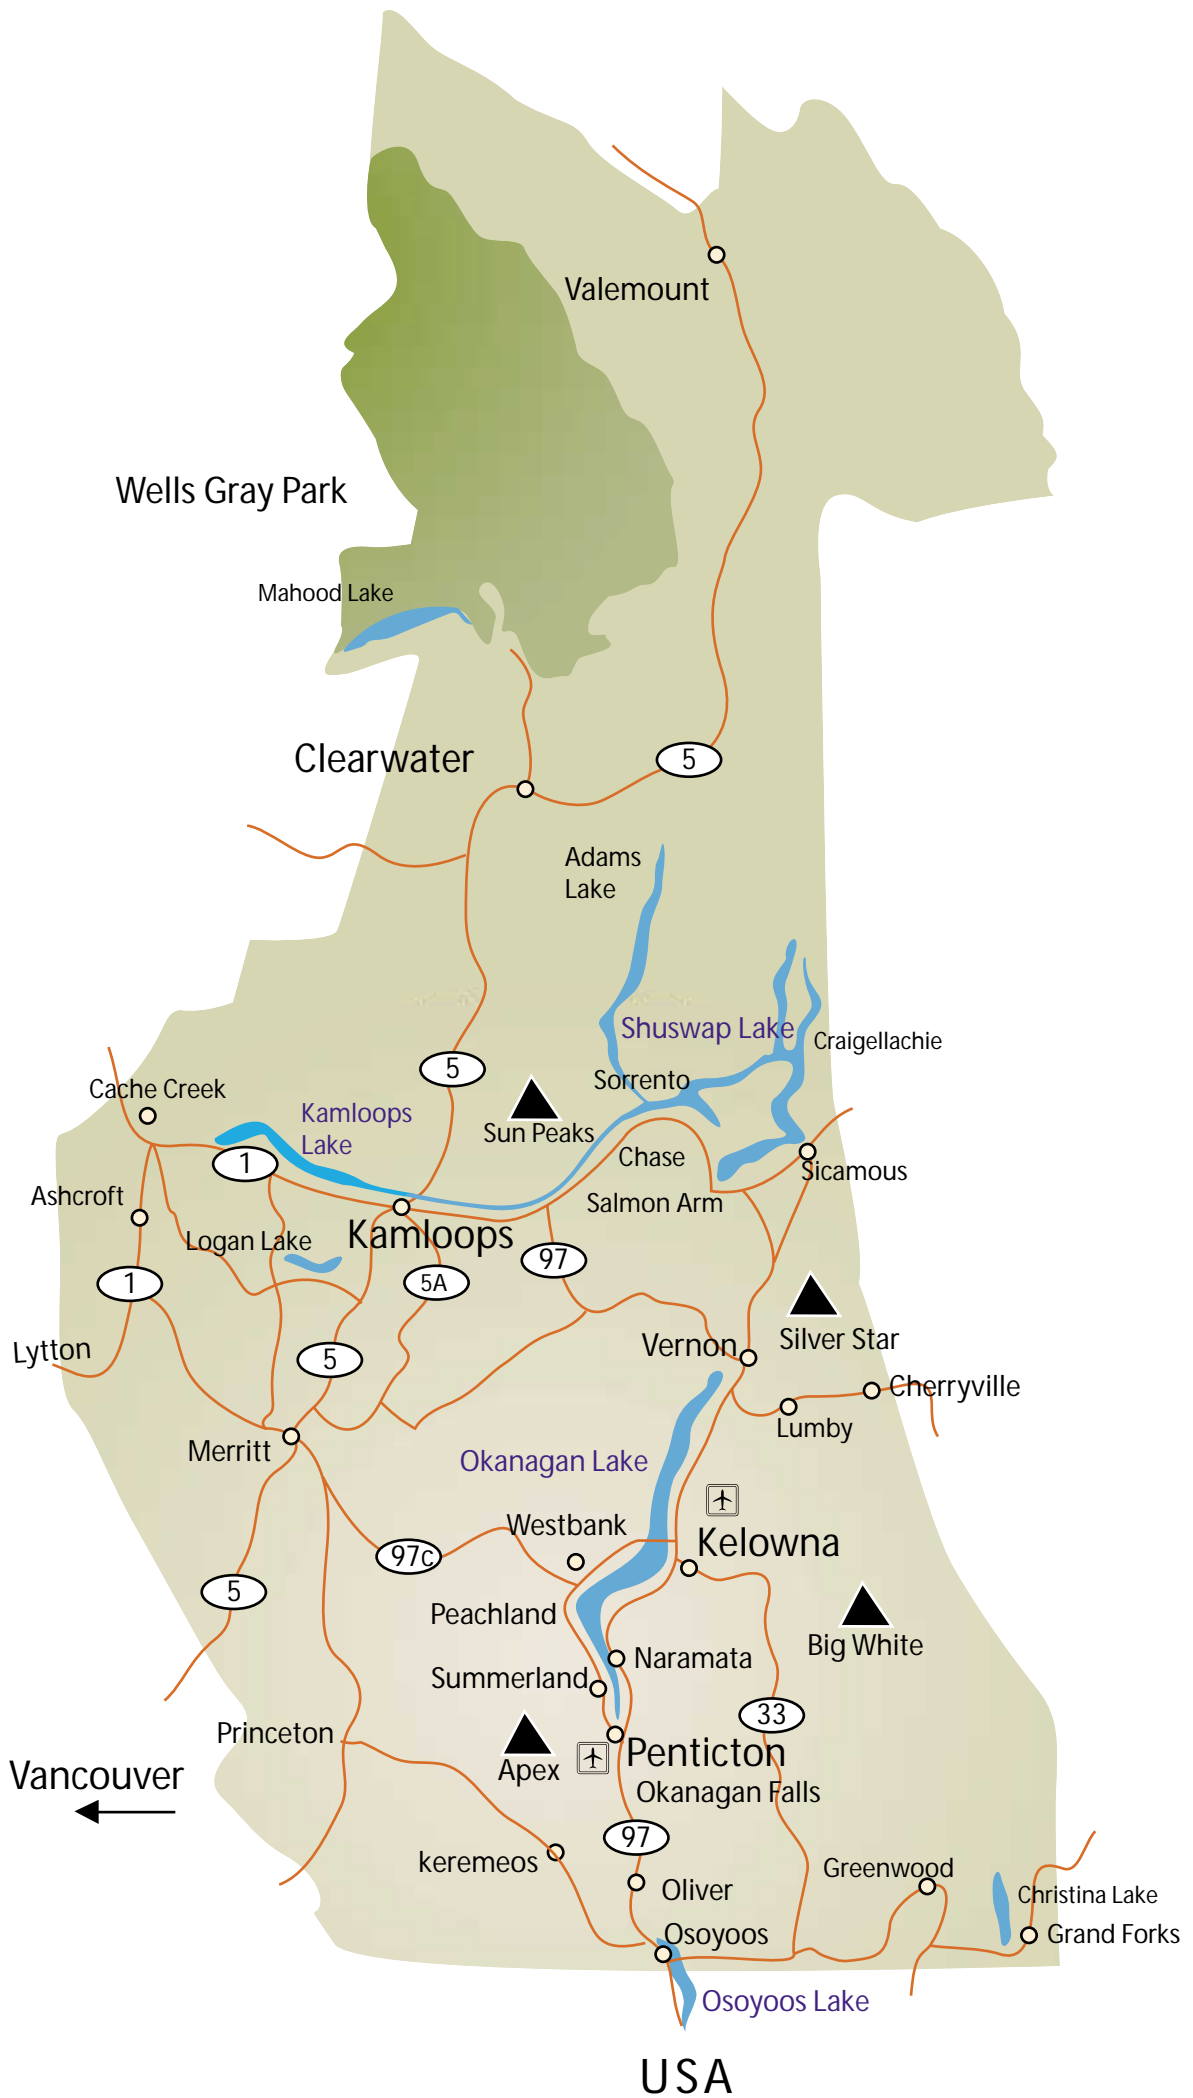 Valemount
Wells Gray Park
Mahood Lake
Clearwater
5
Adams
Lake
Shuswap Lake
Craigellachie
5
Sorrento
Cache Creek
Kamloops
Lake
Sun Peaks
1
Chase
Sicamous
Ashcroft
Salmon Arm
Logan Lake
Kamloops
97
1
5A
Lytton
5
Vernon
Silver Star
Cherryville
Lumby
Merritt
Okanagan Lake
Westbank
Kelowna
97c
5
Peachland
Big White
Naramata
Summerland
33
Princeton
Penticton
Apex
Vancouver
Okanagan Falls
97
keremeos
Greenwood
Oliver
Christina Lake
Osoyoos
Grand Forks
Osoyoos Lake
USA